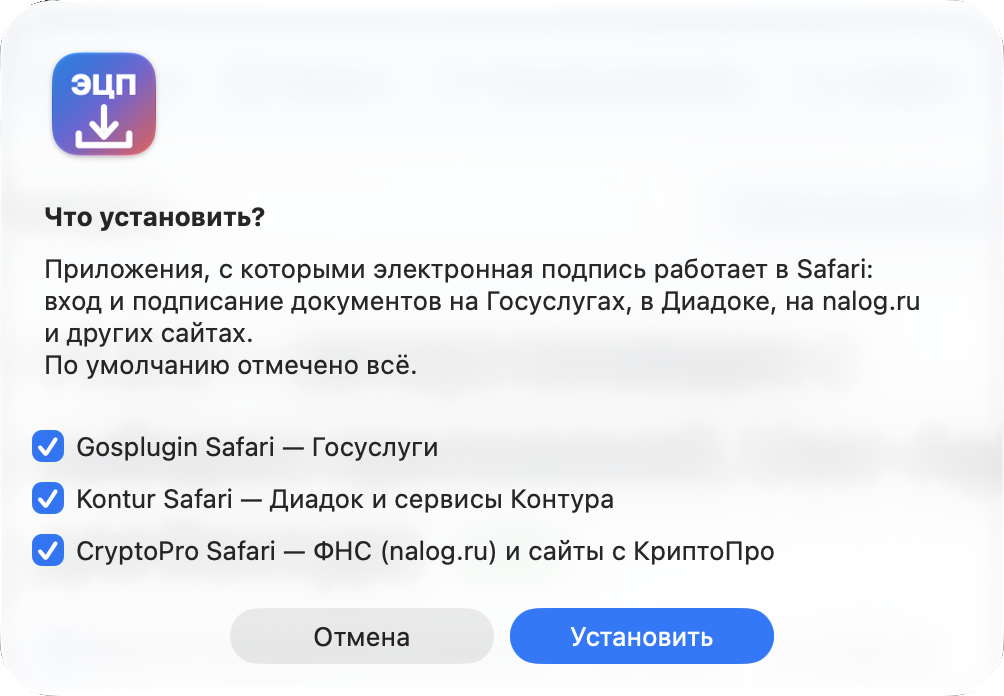 ЭЦП
Что установить?
Приложения, с которыми электронная подпись работает в Safari:
вход и подписание документов на Госуслугах, в Диадоке, на nalog.ru
и других сайтах.
По умолчанию отмечено всё.
Gosplugin Safari — Госуслуги
Kontur Safari — Диадок и сервисы Контура
CryptoPro Safari — ФНС (nalog.ru) и сайты с КриптоПро
Отмена
Установить